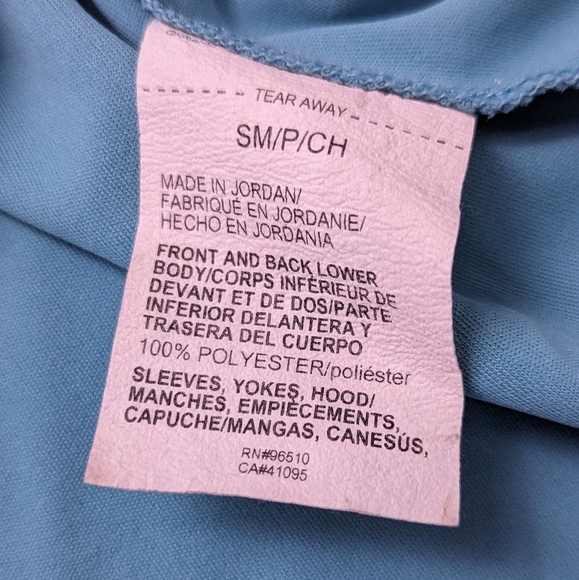 TEAR AWAY
SM/P/CH
MADE IN JORDAN/
FABRIQUÉ EN JORDANIE/
HECHO EN JORDANIA
FRONT AND BACK LOWER
BODY/CORPS INFÉRIEUR DE
DEVANT ET DE DOS/PARTE
INFERIOR DELANTERA Y
TRASERA DEL CUERPO
100% POLYESTER/poliéster
SLEEVES, YOKES, HOOD/
MANCHES, EMPIÈCEMENTS,
CAPUCHE/MANGAS, CANESÚS,
RN#96510
CA#41095